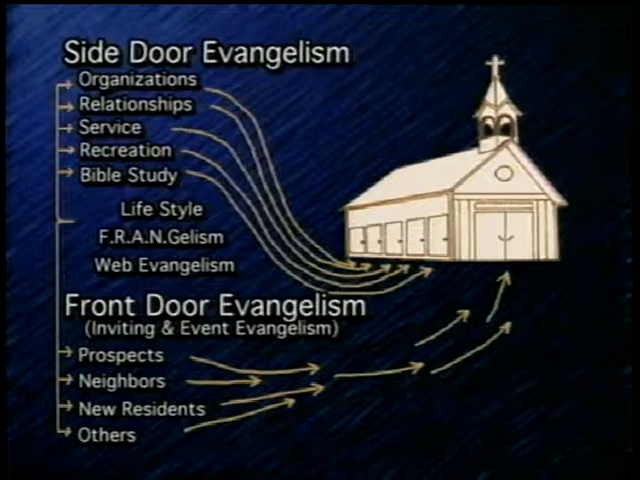 Side Door Evangelism
Organizations
Relationships
Service
Recreation
Bible Study
Life Style
F.R.A.N.Gelism
Web Evangelism
Front Door Evangelism
(Inviting & Event Evangelism)
Prospects
Neighbors
New Residents
Others